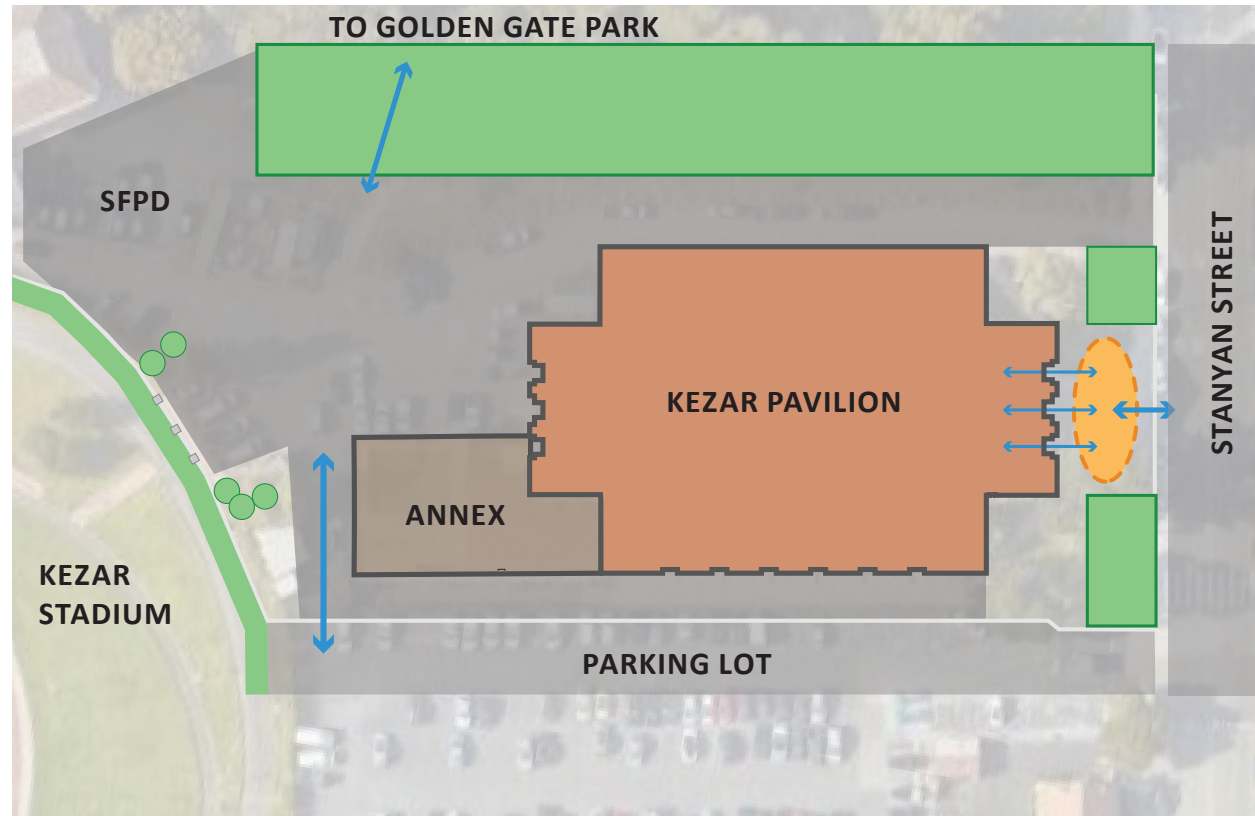 TO GOLDEN GATE PARK
SFPD
STANYAN STREET
KEZAR PAVILION
ANNEX
KEZAR
STADIUM
PARKING LOT